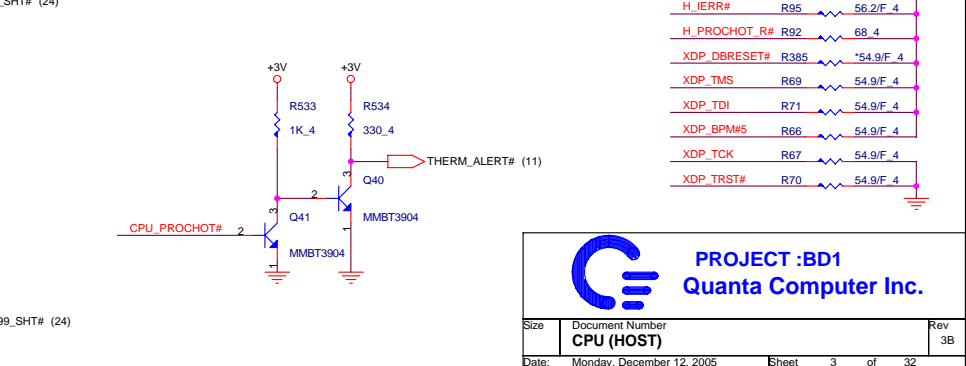 _SHT# (24)
H_IERR# R95 56.2/F_4
H_PROCHOT_R# R92 68_4
XDP_DBRESET# R385 *54.9/F_4
XDP_TMS R69 54.9/F_4
XDP_TDI R71 54.9/F_4
XDP_BPM#5 R66 54.9/F_4
XDP_TCK R67 54.9/F_4
XDP_TRST# R70 54.9/F_4
+3V +3V
R533 R534
1K_4 330_4
THERM_ALERT# (11)
3 Q40
2
3 Q41 MMBT3904
CPU_PROCHOT# 2
1
MMBT3904
1
99_SHT# (24)
PROJECT :BD1
Quanta Computer Inc.
Size Document Number Rev
CPU (HOST) 3B
Date: Monday, December 12, 2005 Sheet 3 of 32